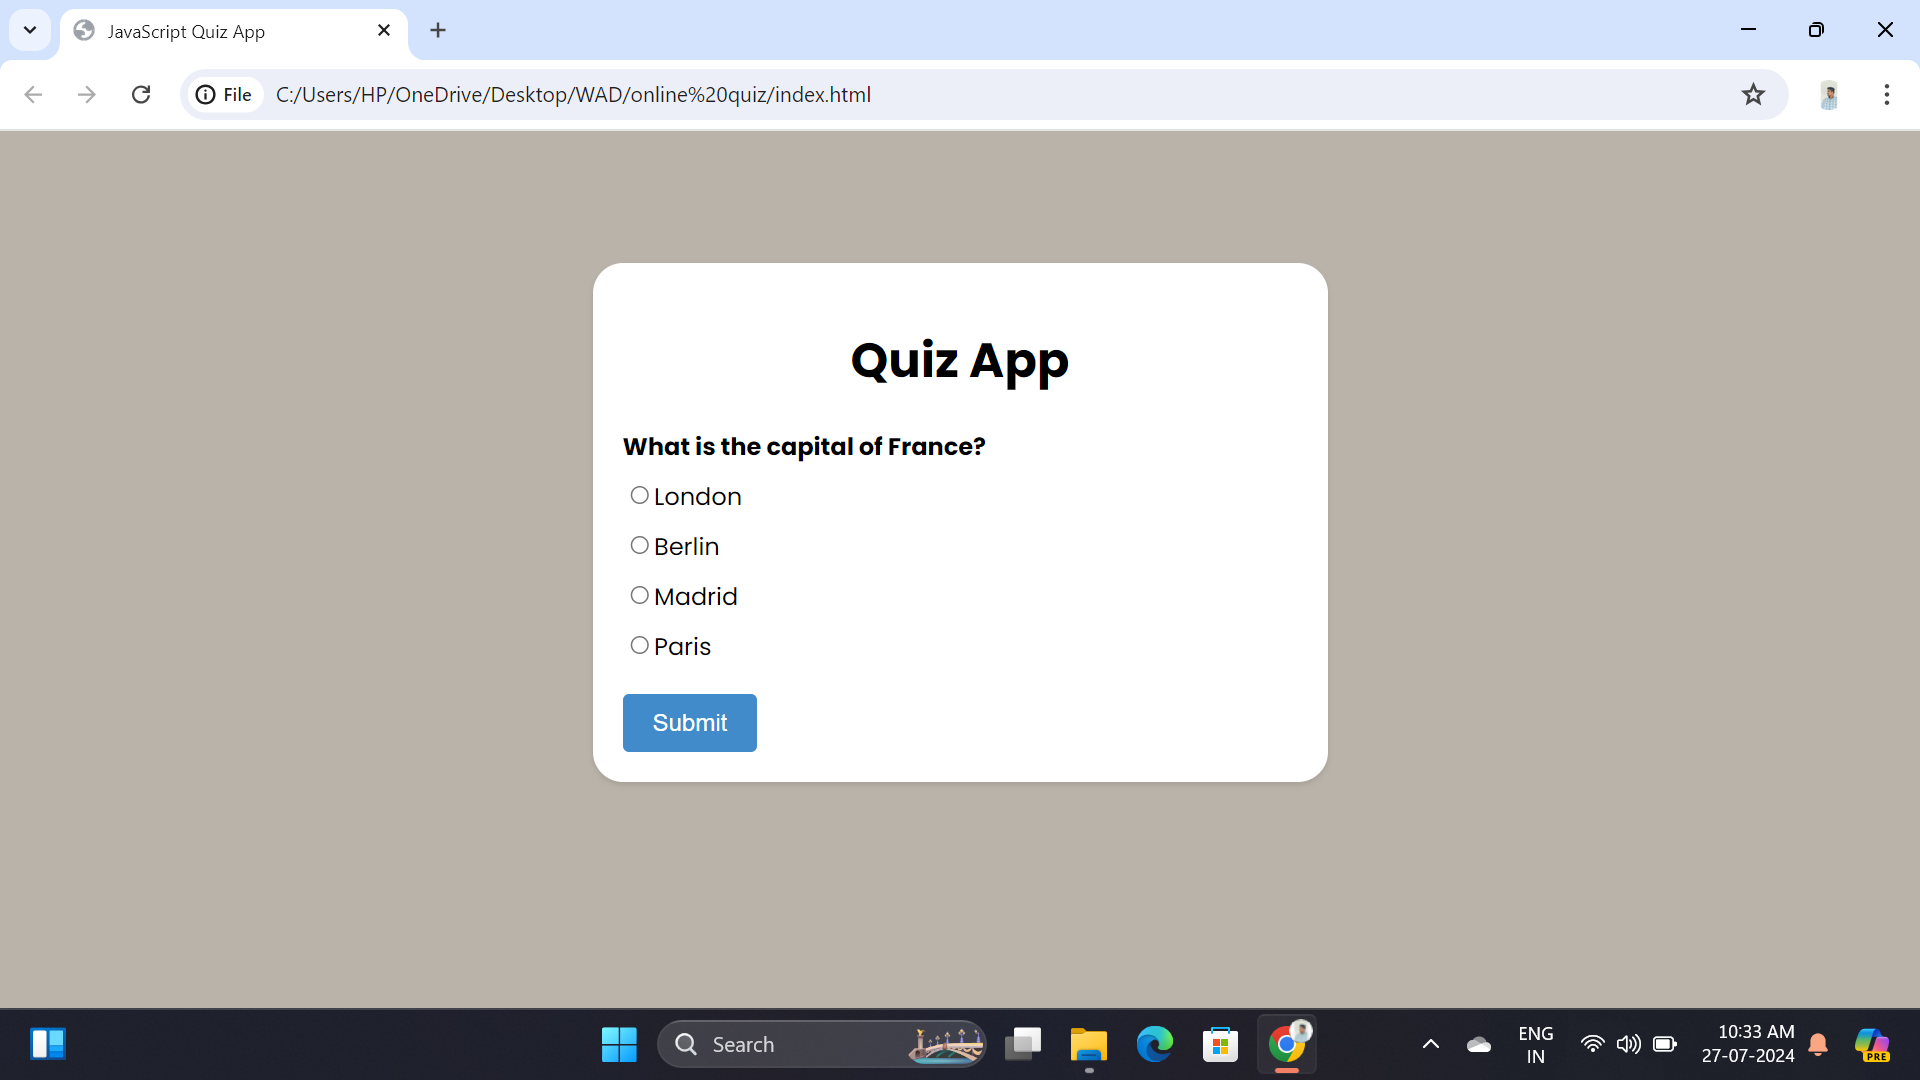 JavaScript Quiz App
File C:/Users/HP/OneDrive/Desktop/WAD/online%20quiz/index.html
Quiz App
What is the capital of France?
London
Berlin
Madrid
Paris
Submit
Search
ENG
IN
10:33 AM
27-07-2024
PRE